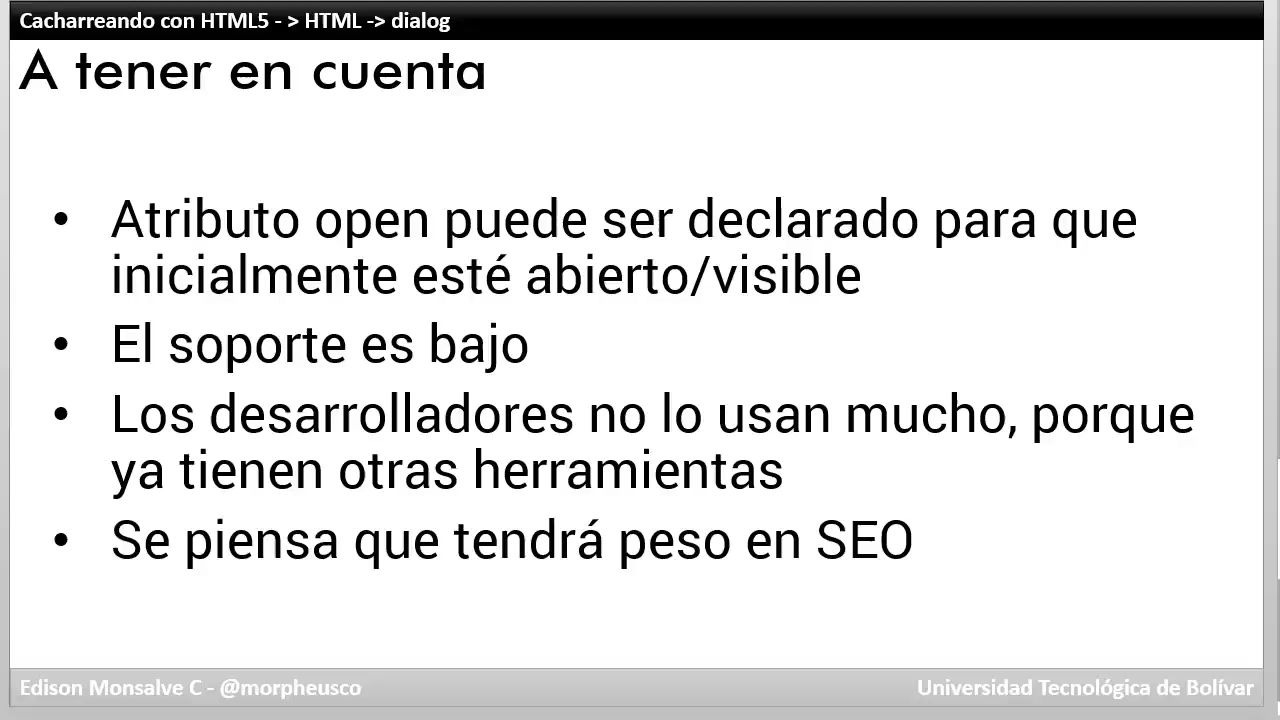 Cacharreando con HTML5 - > HTML -> dialog
A tener en cuenta
• Atributo open puede ser declarado para que
inicialmente esté abierto/visible
• El soporte es bajo
• Los desarrolladores no lo usan mucho, porque
ya tienen otras herramientas
• Se piensa que tendrá peso en SEO
Edison Monsalve C - @morpheusco
Universidad Tecnológica de Bolívar